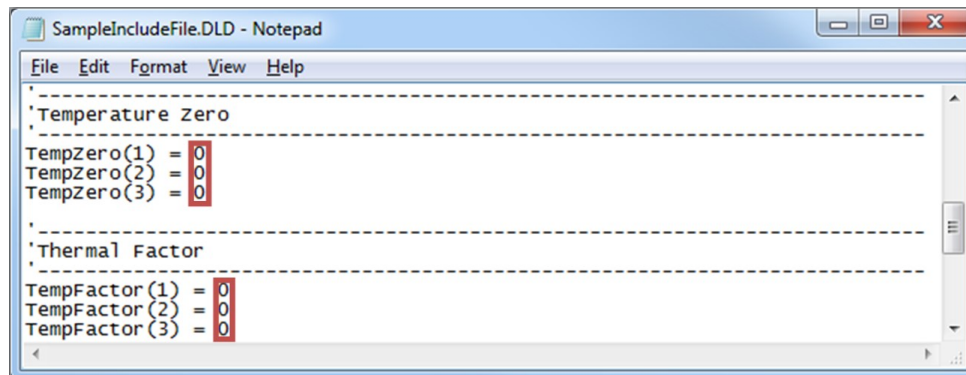 SampleIncludeFile.DLD - Notepad
File Edit Format View Help
'--------------------------------------------------------------------------
'Temperature Zero
'--------------------------------------------------------------------------
TempZero(1) = 0
TempZero(2) = 0
TempZero(3) = 0
'--------------------------------------------------------------------------
'Thermal Factor
'--------------------------------------------------------------------------
TempFactor(1) = 0
TempFactor(2) = 0
TempFactor(3) = 0